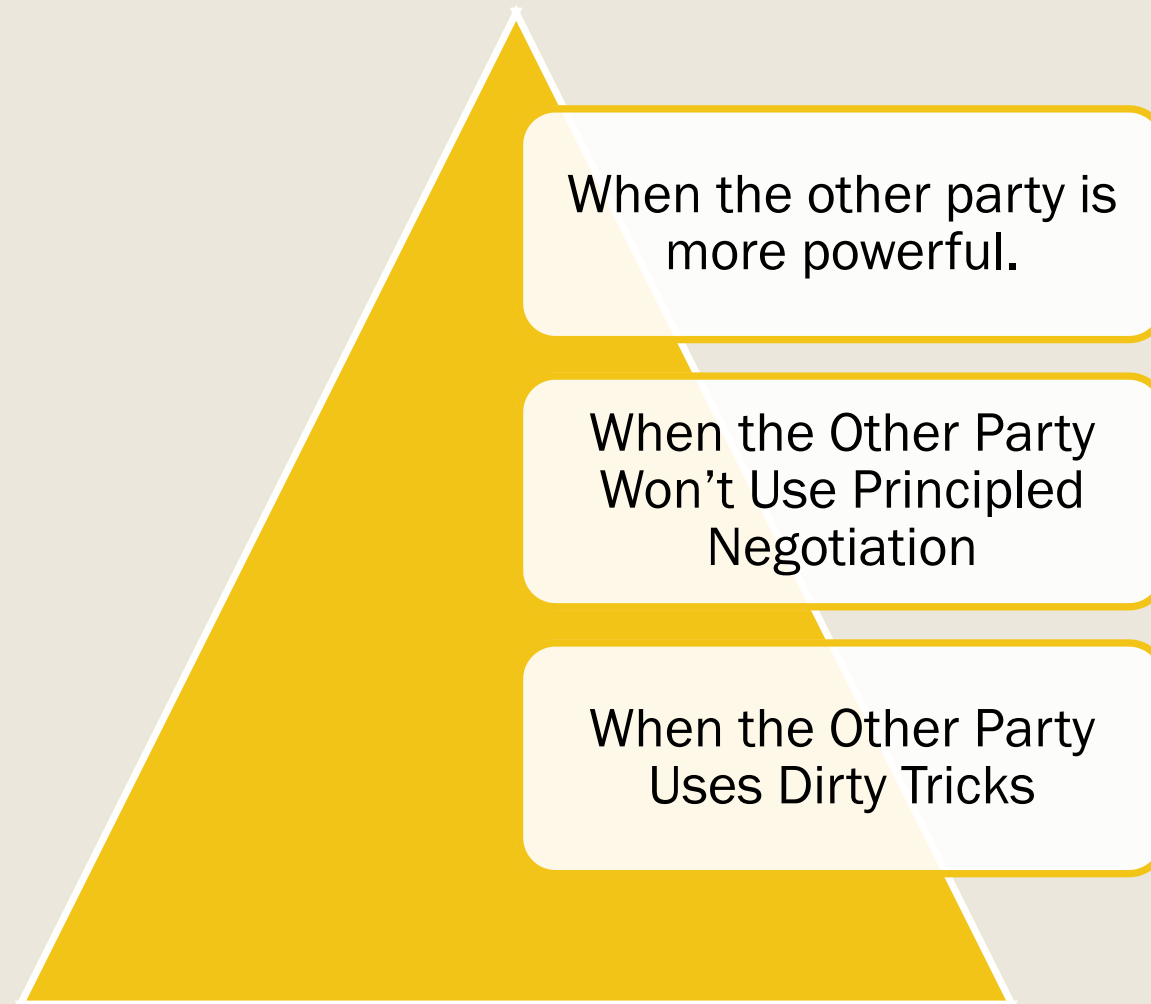 When the other party is
more powerful.
When the Other Party
Won’t Use Principled
Negotiation
When the Other Party
Uses Dirty Tricks